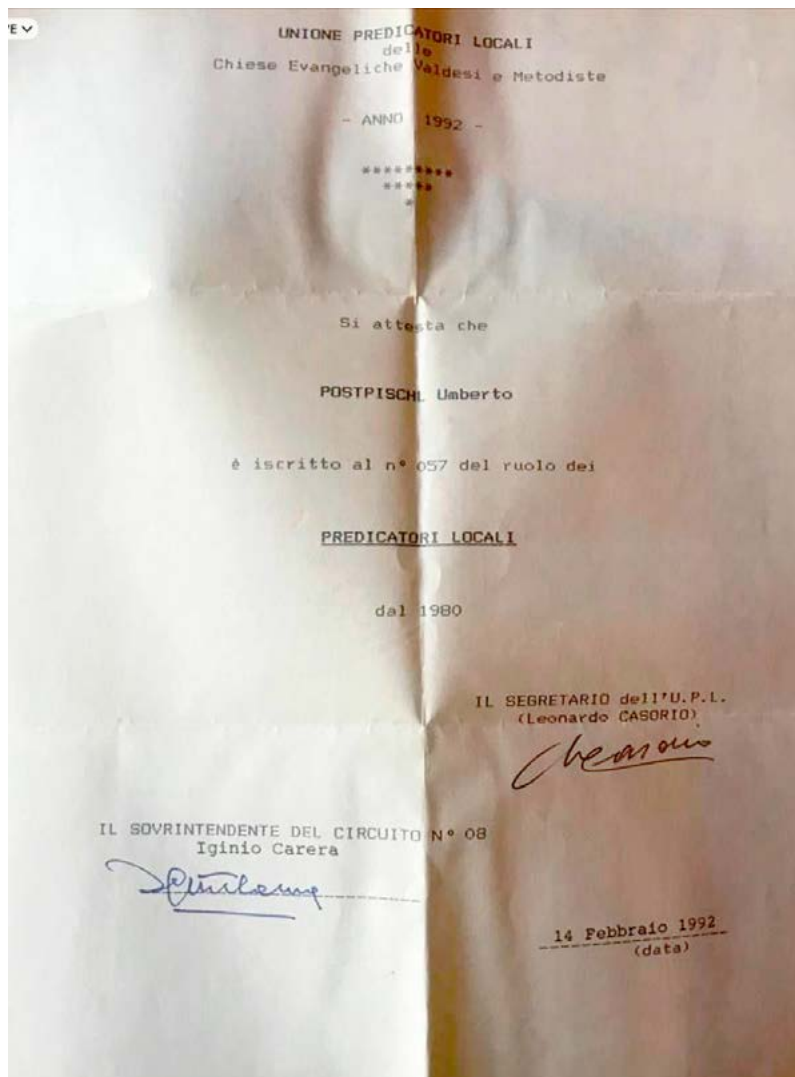 UNIONE PREDICATORI LOCALI
delle
Chiese Evangeliche Valdesi e Metodiste
- ANNO 1992 -
*********
*****
*
Si attesta che
POSTPISCHL Umberto
è iscritto al n° 057 del ruolo dei
PREDICATORI LOCALI
dal 1980
IL SEGRETARIO dell'U.P.L.
(Leonardo CASORIO)
IL SOVRINTENDENTE DEL CIRCUITO N° 08
Iginio Carera
14 Febbraio 1992
(data)